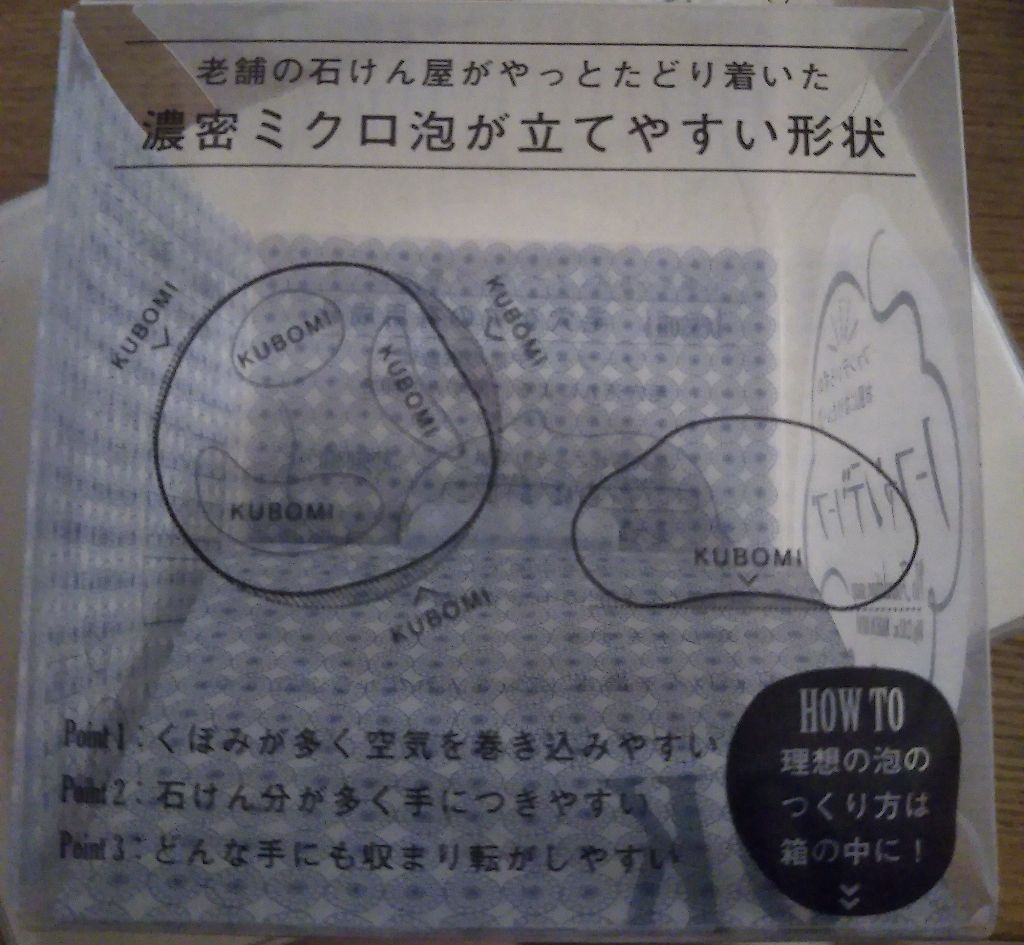 老舗の石けん屋がやっとたどり着いた
濃密ミクロ泡が立てやすい形状
KUBOMI
KUBOMI
KUBOMI
KUBOMI
KUBOMI
KUBOMI
KUBOMI
Point 1：くぼみが多く空気を巻き込みやすい
Point 2：石けん分が多く手につきやすい
Point 3：どんな手にも収まり転がしやすい
HOW TO
理想の泡の
つくり方は
箱の中に！